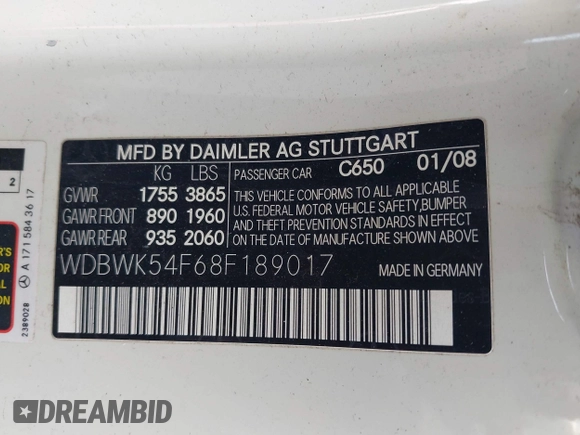 MFD BY DAIMLER AG STUTTGART
KG LBS
PASSENGER CAR C650 01/08
GVWR 1755 3865
GAWR FRONT 890 1960
GAWR REAR 935 2060
THIS VEHICLE CONFORMS TO ALL APPLICABLE
U.S. FEDERAL MOTOR VEHICLE SAFETY,BUMPER
AND THEFT PREVENTION STANDARDS IN EFFECT
ON THE DATE OF MANUFACTURE SHOWN ABOVE.
WDBWK54F68F189017
MADE IN GERMANY
2
A 171 584 36 17
2389028
DREAMBID